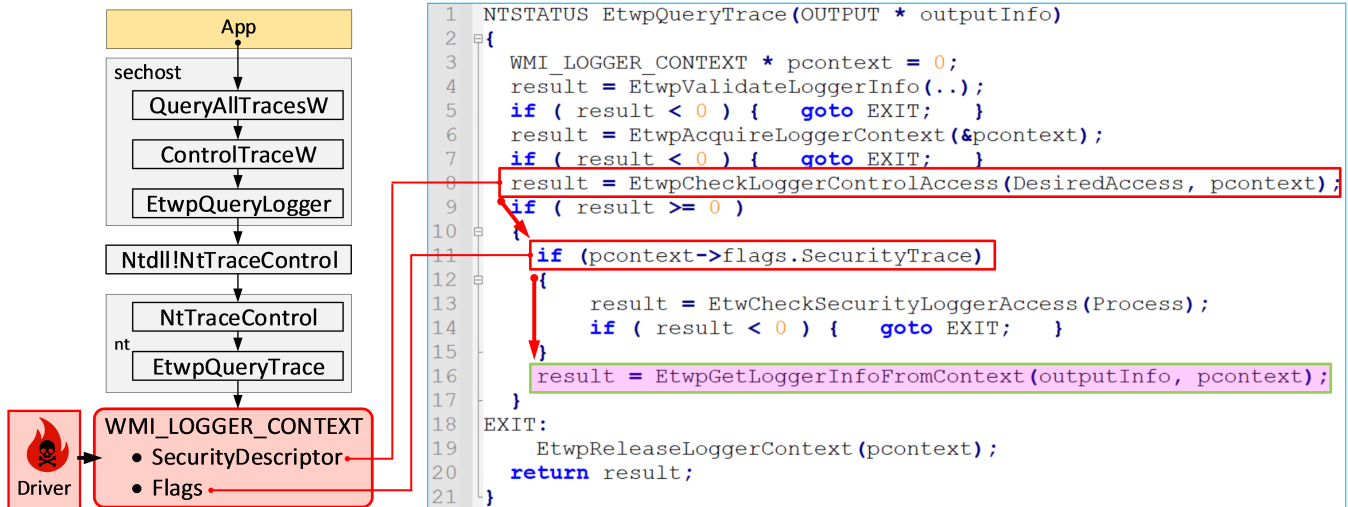 App
sechost
QueryAllTracesW
ControlTraceW
EtwpQueryLogger
Ntdll!NtTraceControl
NtTraceControl
nt
EtwpQueryTrace
WMI_LOGGER_CONTEXT
• SecurityDescriptor
• Flags
Driver
1 NTSTATUS EtwpQueryTrace(OUTPUT * outputInfo)
2 {
3 WMI_LOGGER_CONTEXT * pcontext = 0;
4 result = EtwpValidateLoggerInfo(..);
5 if ( result < 0 ) { goto EXIT; }
6 result = EtwpAcquireLoggerContext(&pcontext);
7 if ( result < 0 ) { goto EXIT; }
8 result = EtwpCheckLoggerControlAccess(DesiredAccess, pcontext);
9 if ( result >= 0 )
10 {
11 if (pcontext->flags.SecurityTrace)
12 {
13 result = EtwCheckSecurityLoggerAccess(Process);
14 if ( result < 0 ) { goto EXIT; }
15 }
16 result = EtwpGetLoggerInfoFromContext(outputInfo, pcontext);
17 }
18 EXIT:
19 EtwpReleaseLoggerContext(pcontext);
20 return result;
21 }